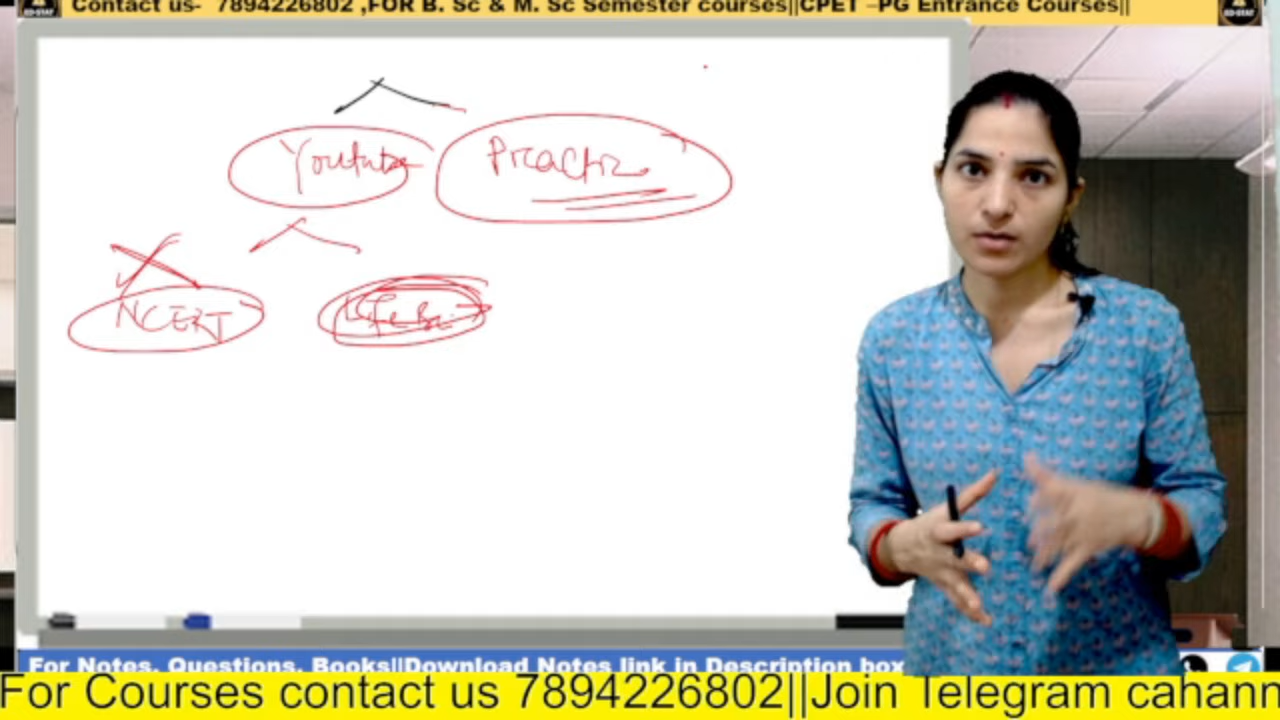 Contact us- 7894226802 ,FOR B. Sc & M. Sc Semester courses||CPET –PG Entrance Courses||
Youtube Practice
NCERT
For Notes, Questions, Books||Download Notes link in Description box
For Courses contact us 7894226802||Join Telegram cahann